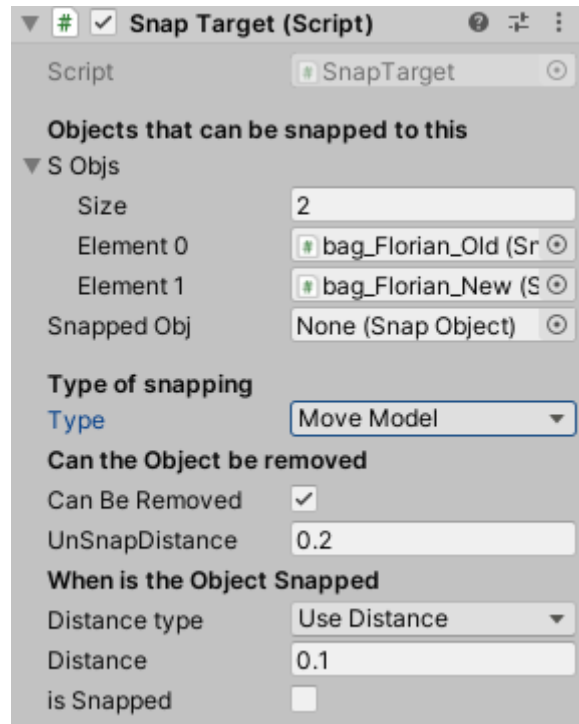 Snap Target (Script)
Script SnapTarget
Objects that can be snapped to this
S Objs
Size 2
Element 0 bag_Florian_Old (Sn
Element 1 bag_Florian_New (S
Snapped Obj None (Snap Object)
Type of snapping
Type Move Model
Can the Object be removed
Can Be Removed
UnSnapDistance 0.2
When is the Object Snapped
Distance type Use Distance
Distance 0.1
is Snapped